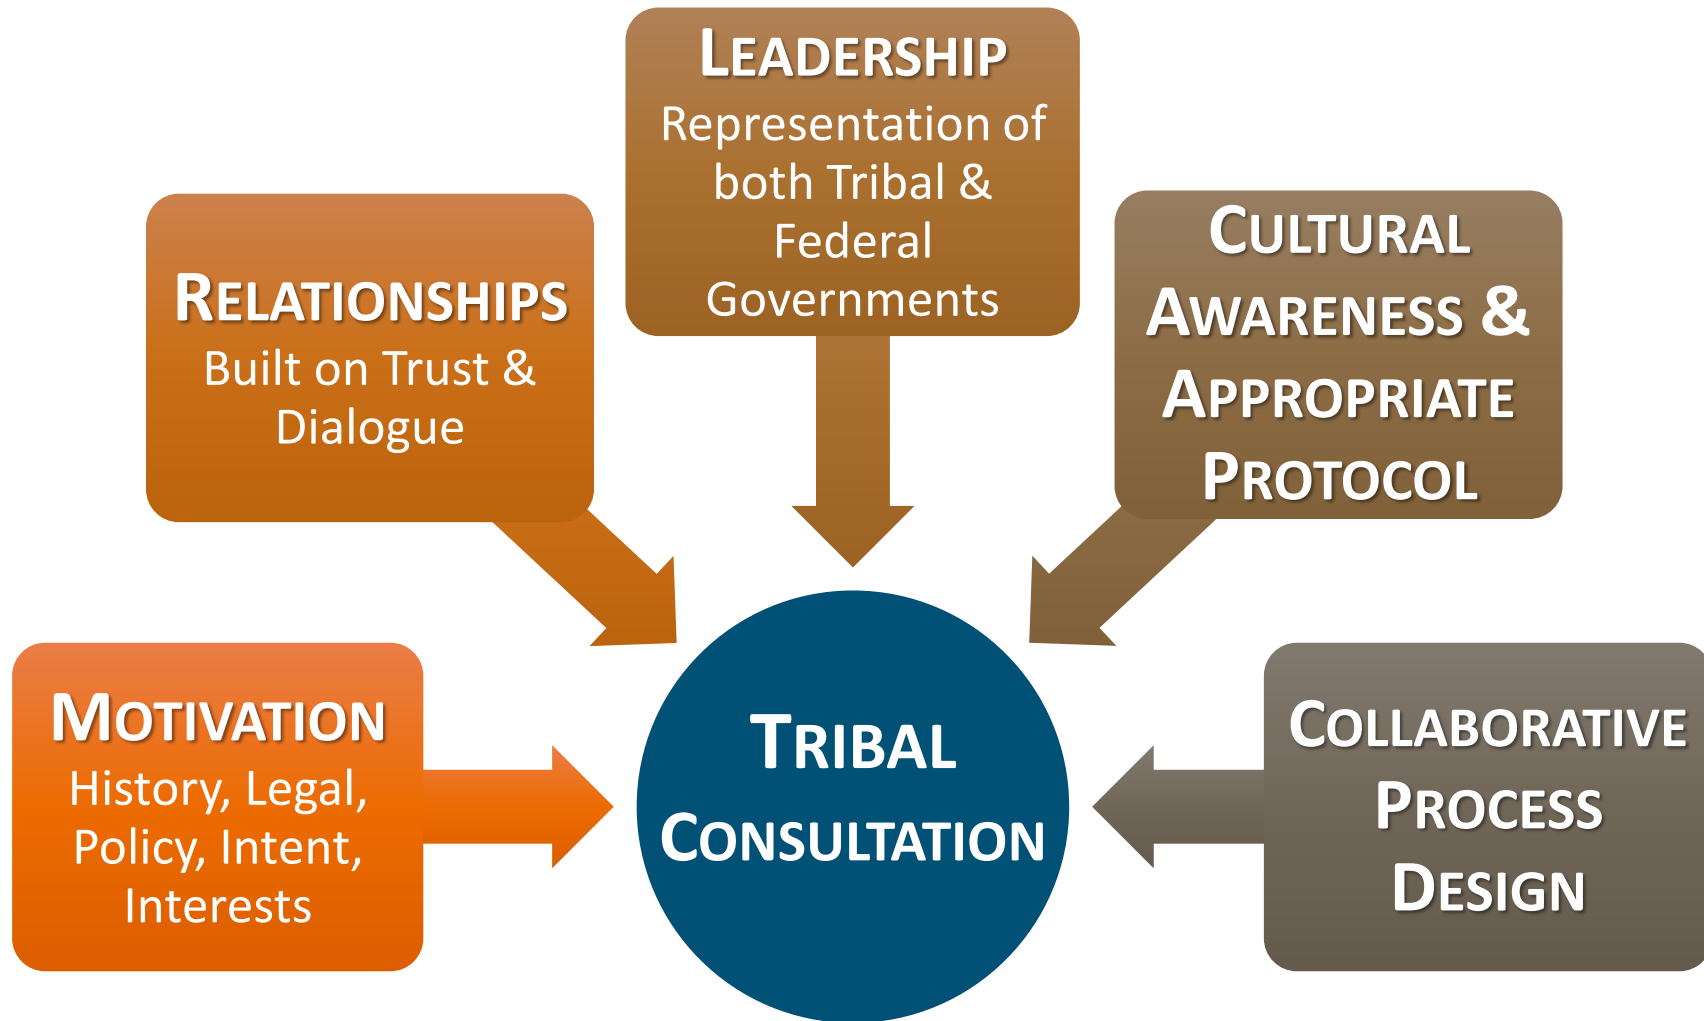 LEADERSHIP
Representation of
both Tribal &
Federal
Governments
RELATIONSHIPS
Built on Trust &
Dialogue
CULTURAL
AWARENESS &
APPROPRIATE
PROTOCOL
MOTIVATION
History, Legal,
Policy, Intent,
Interests
TRIBAL
CONSULTATION
COLLABORATIVE
PROCESS
DESIGN